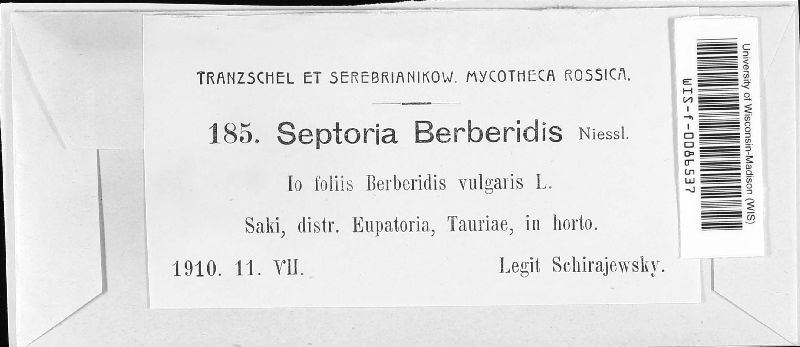 TRANZSCHEL ET SEREBRIANIKOW. MYCOTHECA ROSSICA.
185. Septoria Berberidis Niessl.
Io foliis Berberidis vulgaris L.
Saki, distr. Eupatoria, Tauriae, in horto.
1910. 11. VII.
Legit Schirajewsky.
University of Wisconsin-Madison (WIS)
WIS-f-0086537